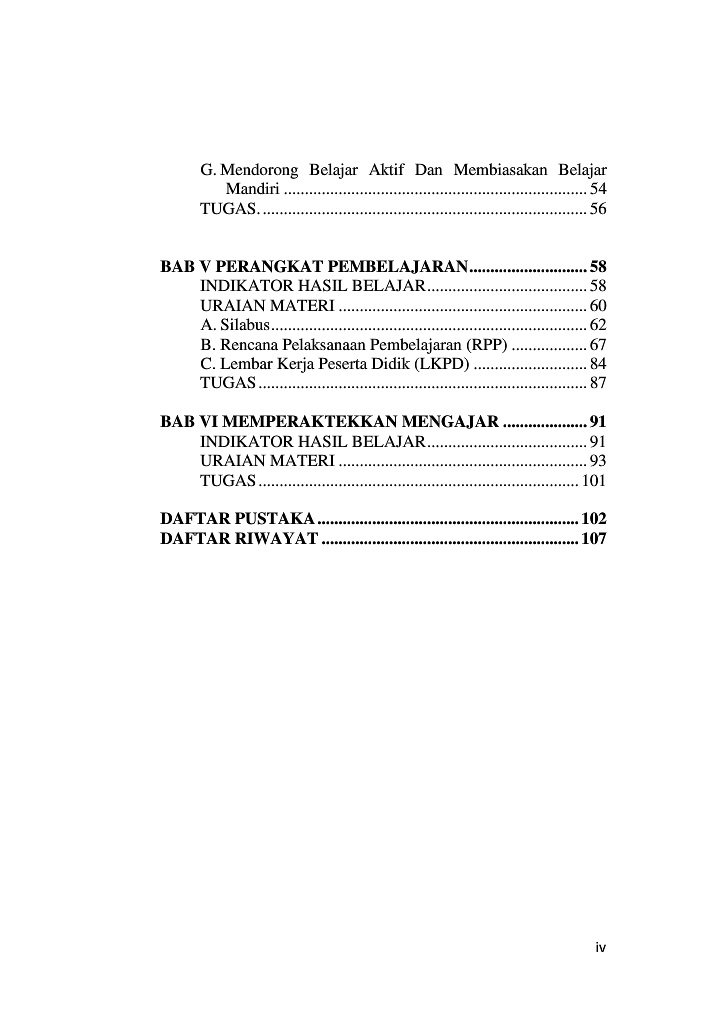 G. Mendorong Belajar Aktif Dan Membiasakan Belajar
Mandiri ............................................................................... 54
TUGAS. ............................................................................. 56
BAB V PERANGKAT PEMBELAJARAN............................ 58
INDIKATOR HASIL BELAJAR...................................... 58
URAIAN MATERI ........................................................... 60
A. Silabus........................................................................... 62
B. Rencana Pelaksanaan Pembelajaran (RPP) .................. 67
C. Lembar Kerja Peserta Didik (LKPD) ........................... 84
TUGAS .............................................................................. 87
BAB VI MEMPERAKTEKKAN MENGAJAR .................... 91
INDIKATOR HASIL BELAJAR...................................... 91
URAIAN MATERI ........................................................... 93
TUGAS ............................................................................ 101
DAFTAR PUSTAKA .............................................................. 102
DAFTAR RIWAYAT ............................................................. 107
iv